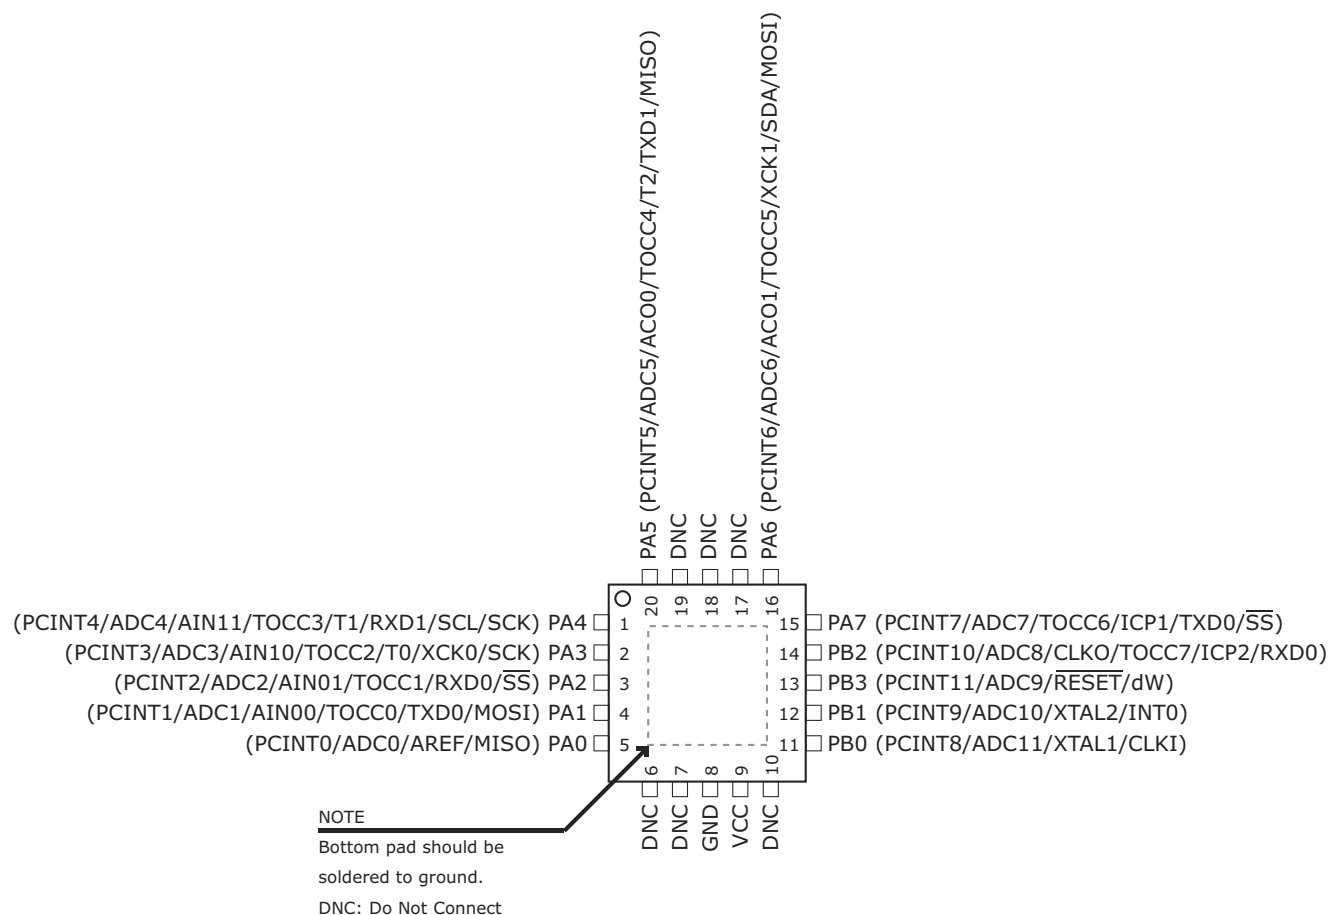 PA5 (PCINT5/ADC5/ACO0/TOCC4/T2/TXD1/MISO)
DNC
DNC
DNC
PA6 (PCINT6/ADC6/ACO1/TOCC5/XCK1/SDA/MOSI)
20
19
18
17
16
(PCINT4/ADC4/AIN11/TOCC3/T1/RXD1/SCL/SCK) PA4
1
15
PA7 (PCINT7/ADC7/TOCC6/ICP1/TXD0/S̅S̅)
(PCINT3/ADC3/AIN10/TOCC2/T0/XCK0/SCK) PA3
2
14
PB2 (PCINT10/ADC8/CLKO/TOCC7/ICP2/RXD0)
(PCINT2/ADC2/AIN01/TOCC1/RXD0/S̅S̅) PA2
3
13
PB3 (PCINT11/ADC9/R̅E̅S̅E̅T̅/dW)
(PCINT1/ADC1/AIN00/TOCC0/TXD0/MOSI) PA1
4
12
PB1 (PCINT9/ADC10/XTAL2/INT0)
(PCINT0/ADC0/AREF/MISO) PA0
5
11
PB0 (PCINT8/ADC11/XTAL1/CLKI)
6
7
8
9
10
DNC
DNC
GND
VCC
DNC
NOTE
Bottom pad should be
soldered to ground.
DNC: Do Not Connect